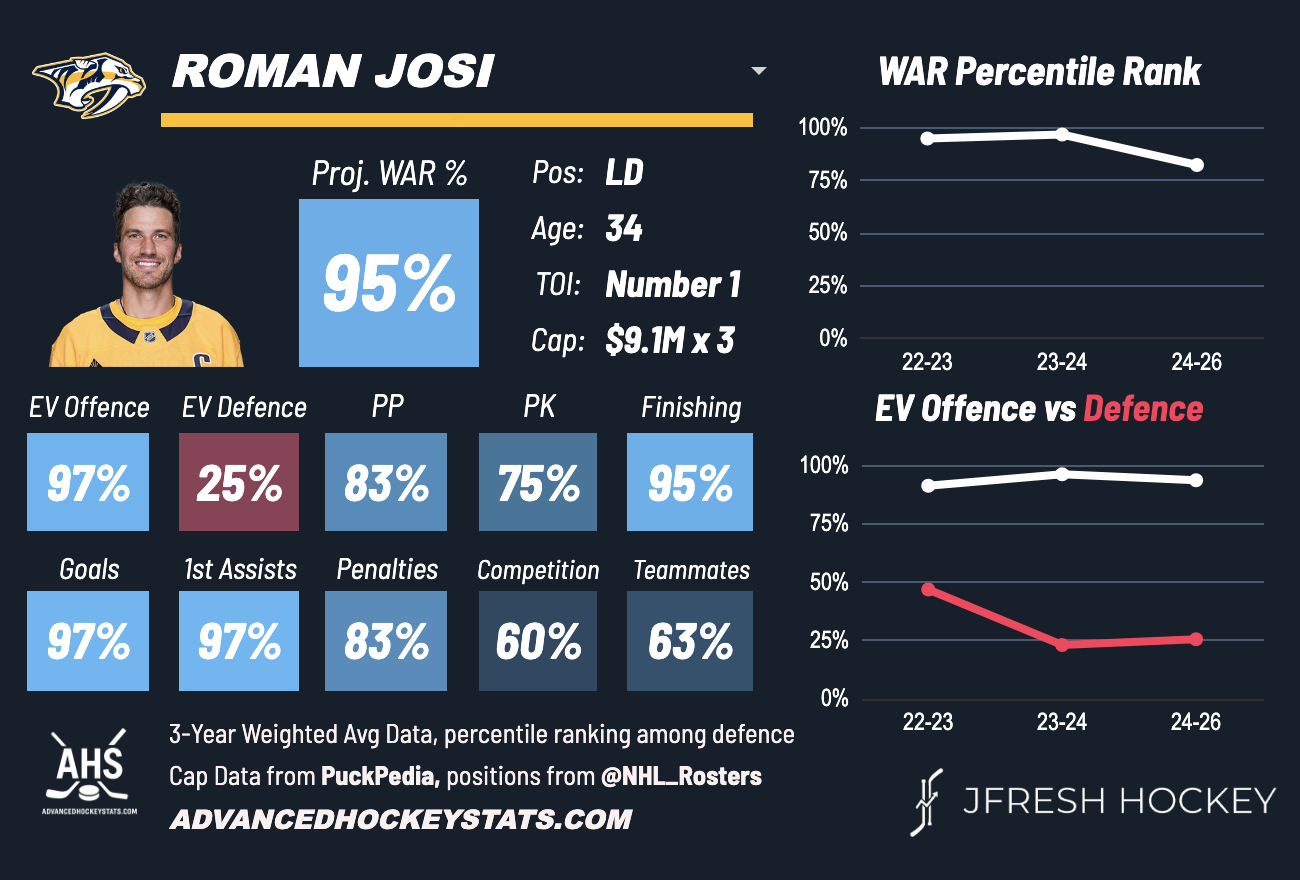 ROMAN JOSI
Proj. WAR %
95%
Pos: LD
Age: 34
TOI: Number 1
Cap: $9.1M x 3
C
EV Offence EV Defence PP PK Finishing
97% 25% 83% 75% 95%
Goals 1st Assists Penalties Competition Teammates
97% 97% 83% 60% 63%
WAR Percentile Rank
100%
75%
50%
25%
0%
22-23 23-24 24-26
EV Offence vs Defence
100%
75%
50%
25%
0%
22-23 23-24 24-26
AHS
ADVANCEDHOCKEYSTATS.COM
3-Year Weighted Avg Data, percentile ranking among defence
Cap Data from PuckPedia, positions from @NHL_Rosters
ADVANCEDHOCKEYSTATS.COM
JFRESH HOCKEY